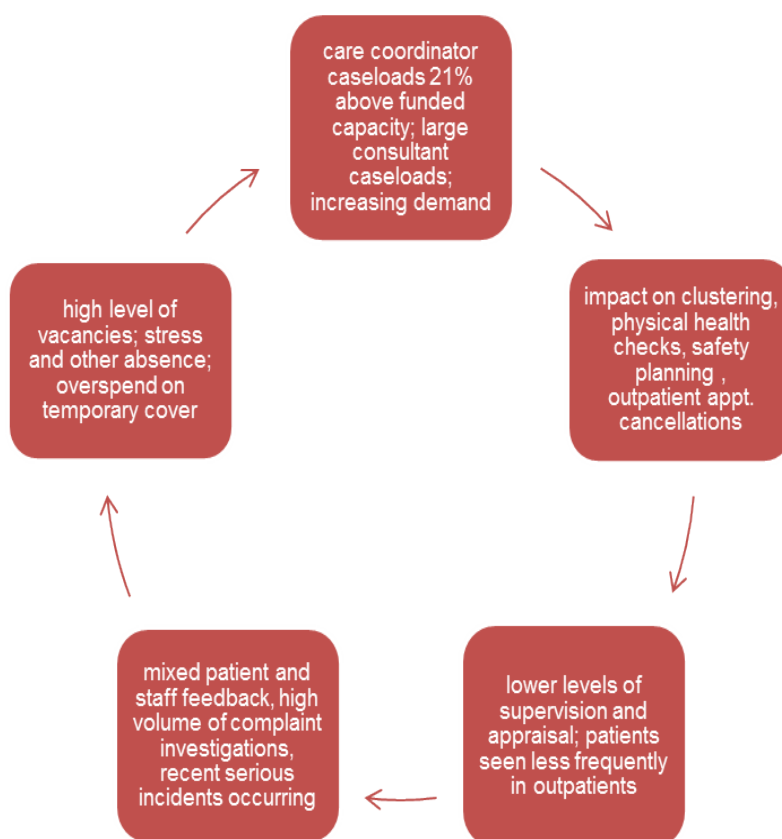 care coordinator
caseloads 21%
above funded
capacity; large
consultant
caseloads;
increasing demand
impact on clustering,
physical health
checks, safety
planning ,
outpatient appt.
cancellations
lower levels of
supervision and
appraisal; patients
seen less frequently
in outpatients
mixed patient and
staff feedback, high
volume of complaint
investigations,
recent serious
incidents occurring
high level of
vacancies; stress
and other absence;
overspend on
temporary cover